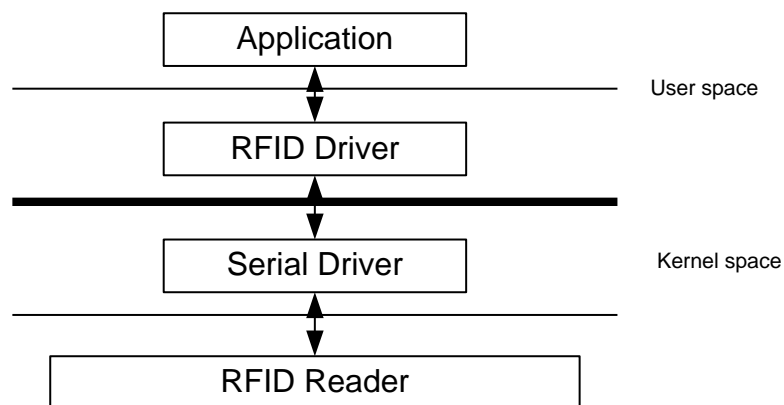 Application
User space
RFID Driver
Serial Driver
Kernel space
RFID Reader